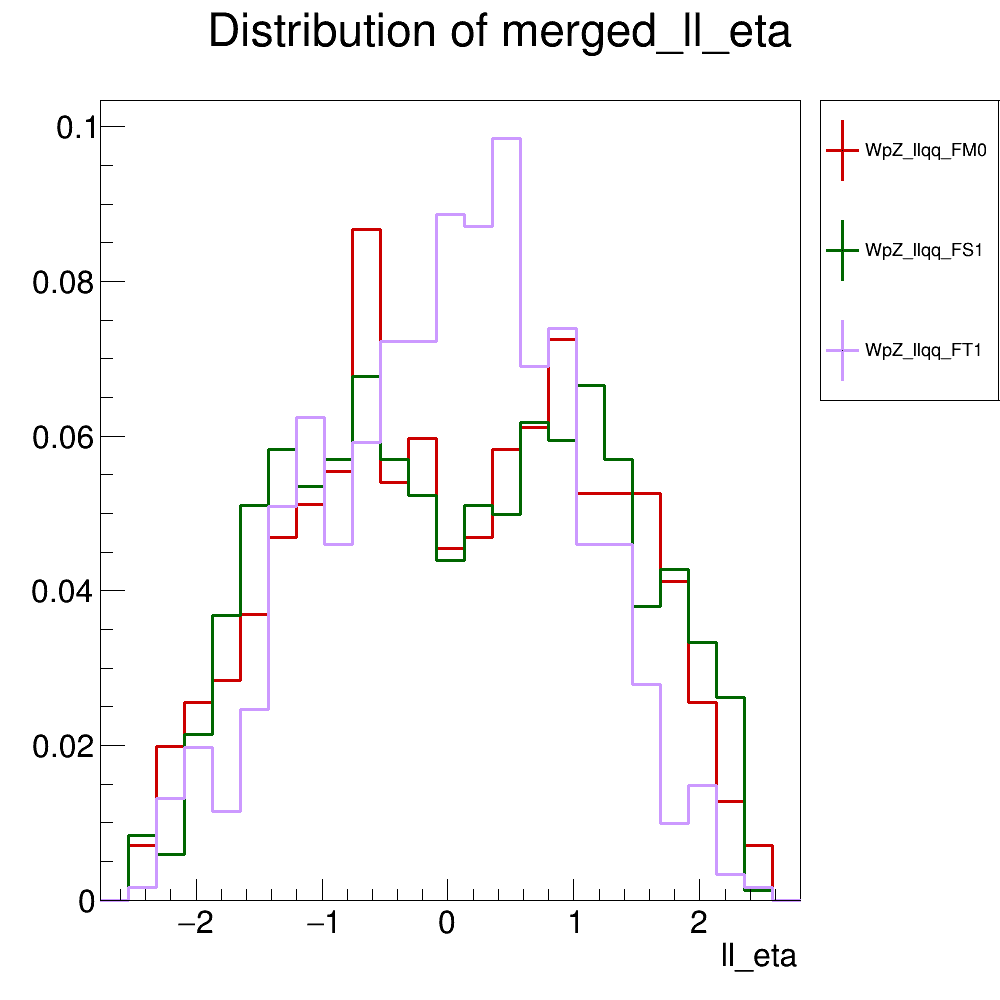 Distribution of merged_ll_eta
0.1
0.08
0.06
0.04
0.02
0
−2
−1
0
1
2
ll_eta
WpZ_llqq_FM0
WpZ_llqq_FS1
WpZ_llqq_FT1